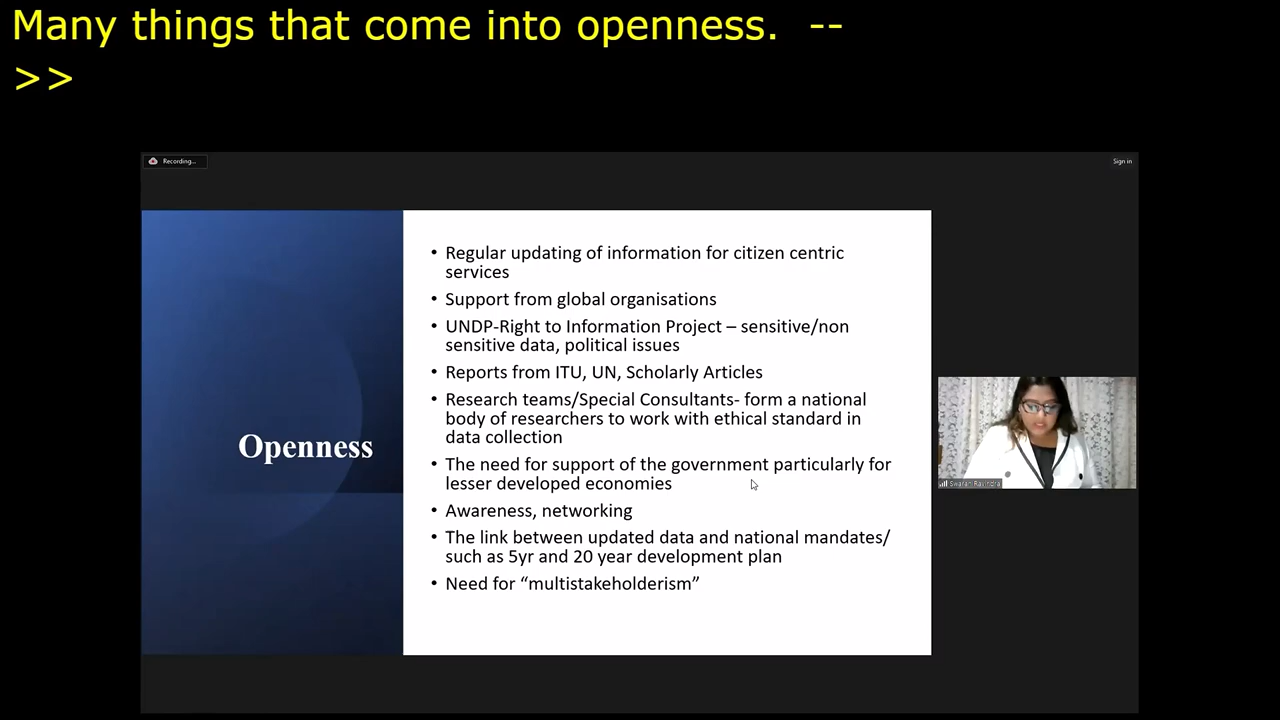 Many things that come into openness.  --
>>
Recording...
Sign in
• Regular updating of information for citizen centric
services
• Support from global organisations
• UNDP-Right to Information Project – sensitive/non
sensitive data, political issues
• Reports from ITU, UN, Scholarly Articles
• Research teams/Special Consultants- form a national
body of researchers to work with ethical standard in
data collection
Openness
• The need for support of the government particularly for
lesser developed economies
• Awareness, networking
• The link between updated data and national mandates/
such as 5yr and 20 year development plan
• Need for “multistakeholderism”
Swaran Ravindra